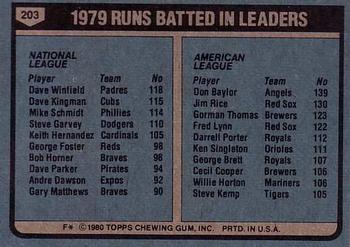 203
1979 RUNS BATTED IN LEADERS
NATIONAL
LEAGUE
Player Team No
Dave Winfield Padres 118
Dave Kingman Cubs 115
Mike Schmidt Phillies 114
Steve Garvey Dodgers 110
Keith Hernandez Cardinals 105
George Foster Reds 98
Bob Horner Braves 98
Dave Parker Pirates 94
Andre Dawson Expos 92
Gary Matthews Braves 90
AMERICAN
LEAGUE
Player Team No
Don Baylor Angels 139
Jim Rice Red Sox 130
Gorman Thomas Brewers 123
Fred Lynn Red Sox 122
Darrell Porter Royals 112
Ken Singleton Orioles 111
George Brett Royals 107
Cecil Cooper Brewers 106
Willie Horton Mariners 106
Steve Kemp Tigers 105
F* © 1980 TOPPS CHEWING GUM, INC. PRTD. IN U.S.A.